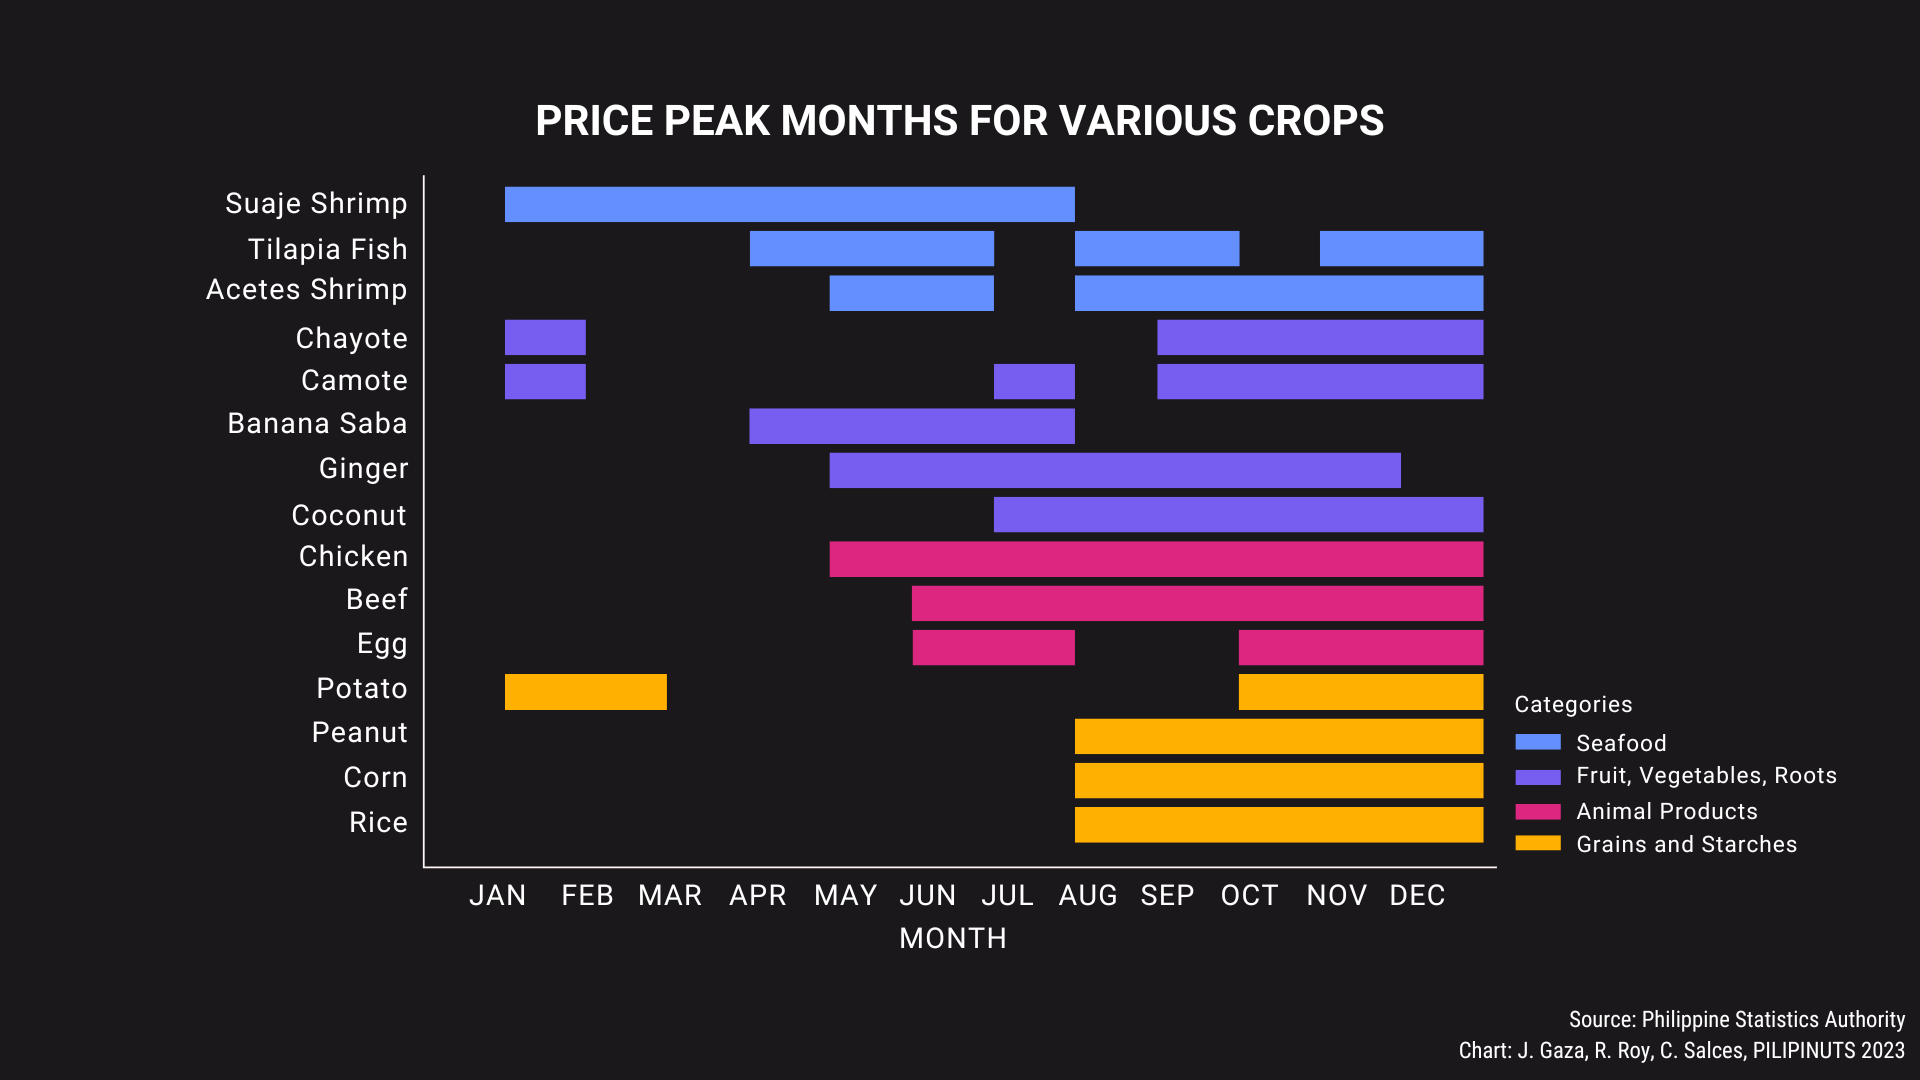 PRICE PEAK MONTHS FOR VARIOUS CROPS
Suaje Shrimp
Tilapia Fish
Acetes Shrimp
Chayote
Camote
Banana Saba
Ginger
Coconut
Chicken
Beef
Egg
Potato
Peanut
Corn
Rice
JAN FEB MAR APR MAY JUN JUL AUG SEP OCT NOV DEC
MONTH
Categories
Seafood
Fruit, Vegetables, Roots
Animal Products
Grains and Starches
Source: Philippine Statistics Authority
Chart: J. Gaza, R. Roy, C. Salces, PILIPINUTS 2023